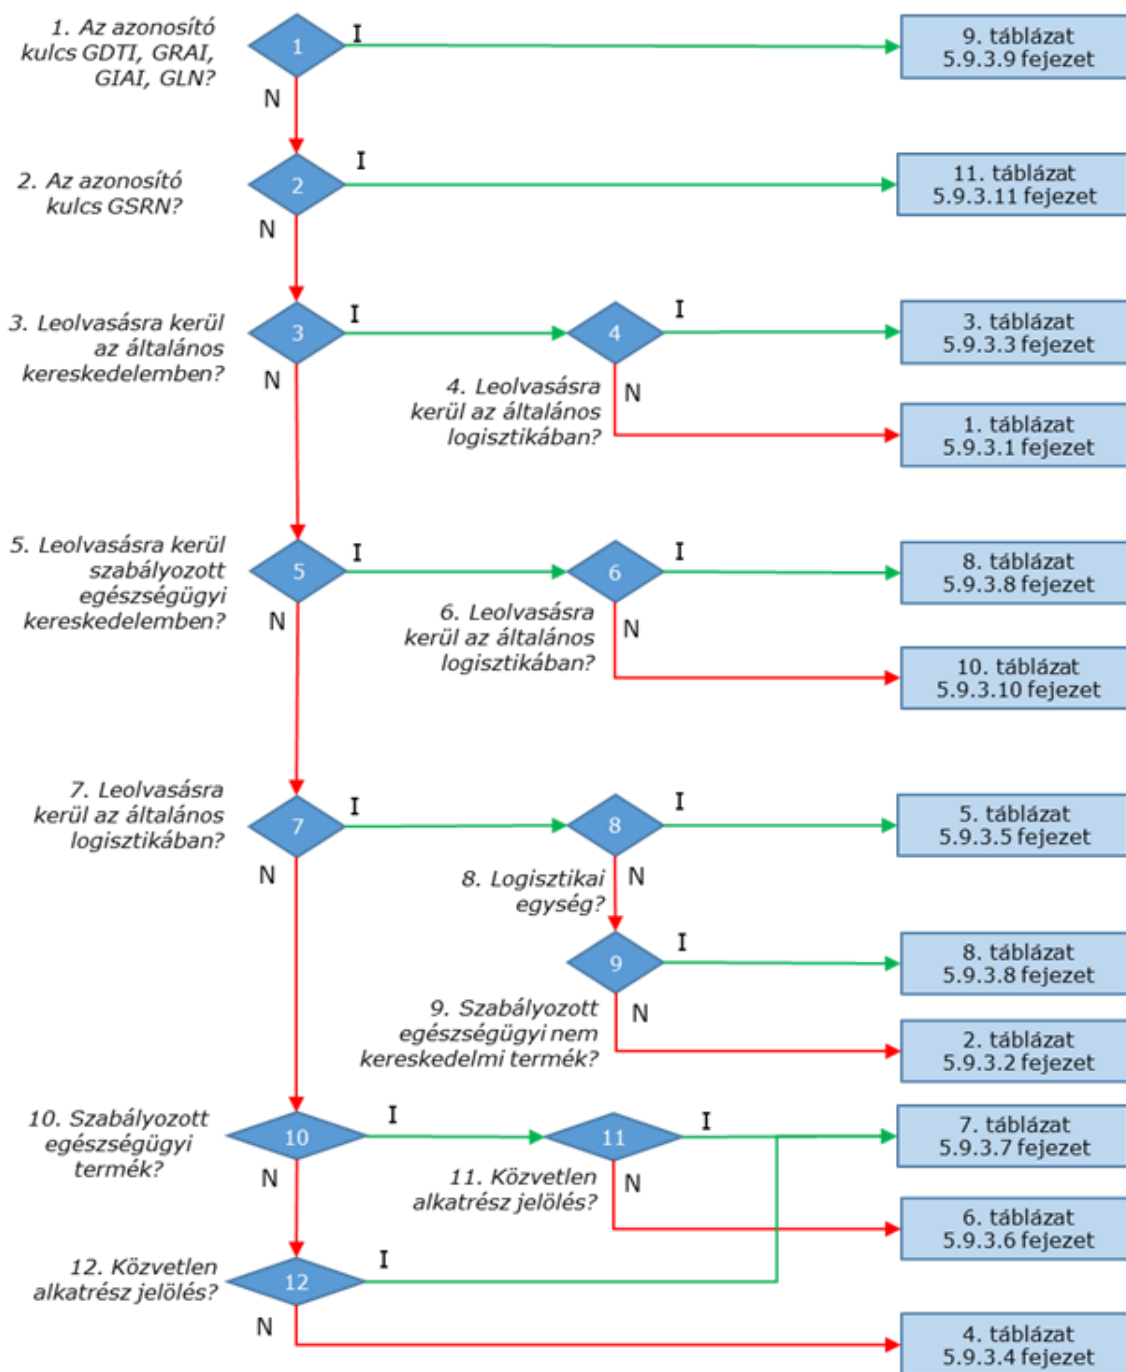 1. Az azonosító
kulcs GDTI, GRAI,
GIAI, GLN?
1
I
N
9. táblázat
5.9.3.9 fejezet
2. Az azonosító
kulcs GSRN?
2
I
N
11. táblázat
5.9.3.11 fejezet
3. Leolvasásra kerül
az általános
kereskedelemben?
3
I
N
4
I
N
4. Leolvasásra
kerül az általános
logisztikában?
3. táblázat
5.9.3.3 fejezet
1. táblázat
5.9.3.1 fejezet
5. Leolvasásra kerül
szabályozott
egészségügyi
kereskedelemben?
5
I
N
6
I
N
6. Leolvasásra
kerül az általános
logisztikában?
8. táblázat
5.9.3.8 fejezet
10. táblázat
5.9.3.10 fejezet
7. Leolvasásra
kerül az általános
logisztikában?
7
I
N
8
I
N
8. Logisztikai
egység?
5. táblázat
5.9.3.5 fejezet
9
I
N
9. Szabályozott
egészségügyi nem
kereskedelmi termék?
8. táblázat
5.9.3.8 fejezet
2. táblázat
5.9.3.2 fejezet
10. Szabályozott
egészségügyi
termék?
10
I
N
11
I
N
11. Közvetlen
alkatrész jelölés?
7. táblázat
5.9.3.7 fejezet
6. táblázat
5.9.3.6 fejezet
12. Közvetlen
alkatrész jelölés?
12
I
N
4. táblázat
5.9.3.4 fejezet